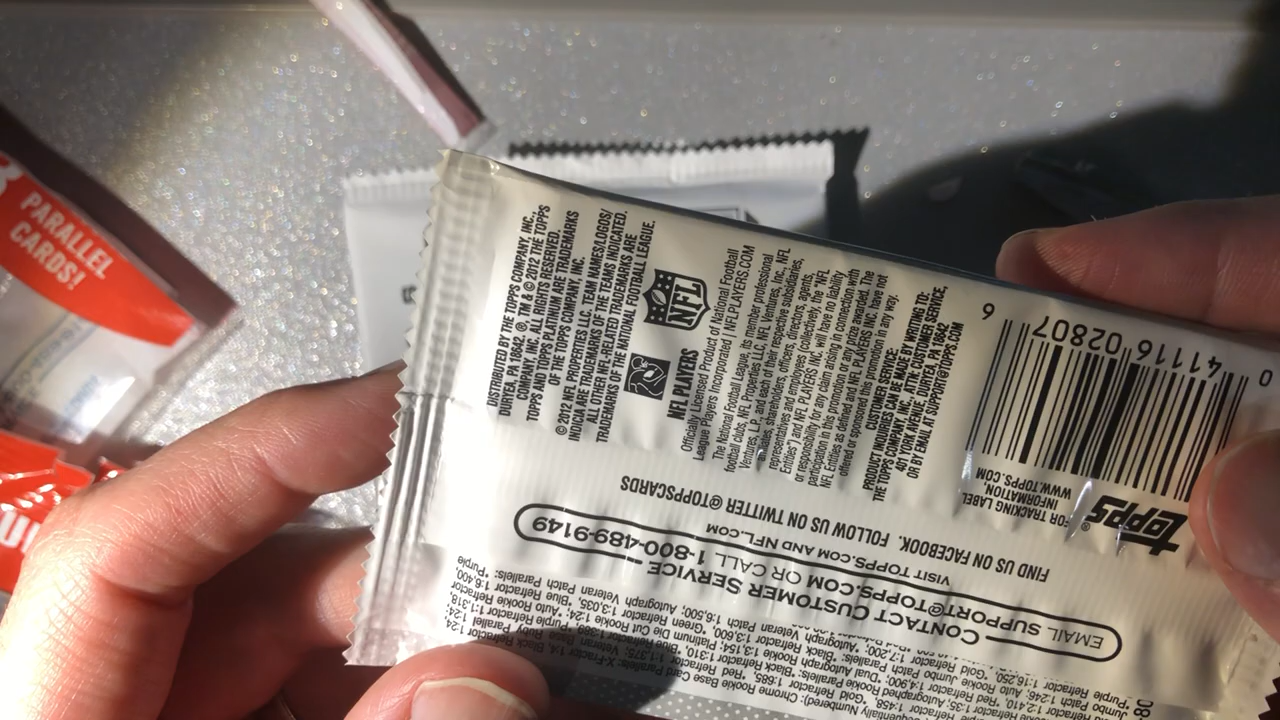 PARALLEL
CARDS!
DISTRIBUTED BY THE TOPPS COMPANY, INC.,
DURYEA, PA 18642. ®, TM & © 2012 THE TOPPS
COMPANY, INC. ALL RIGHTS RESERVED.
TOPPS AND TOPPS PLATINUM ARE TRADEMARKS
OF THE TOPPS COMPANY, INC.
© 2012 NFL PROPERTIES LLC. TEAM NAMES/LOGOS/
INDICIA ARE TRADEMARKS OF THE TEAMS INDICATED.
ALL OTHER NFL-RELATED TRADEMARKS ARE
TRADEMARKS OF THE NATIONAL FOOTBALL LEAGUE.
NFL
NFL PLAYERS
Officially Licensed Product of National Football
League Players Incorporated | NFLPLAYERS.COM
The National Football League, its member professional
football clubs, NFL Properties LLC, NFL Ventures, Inc., NFL
Ventures, L.P., and each of their respective subsidiaries,
affiliates, shareholders, officers, directors, agents,
representatives and employees (collectively, the "NFL
Entities") and NFL PLAYERS INC. will have no liability
or responsibility for any claim arising in connection with
participation in this promotion or any prize awarded. The
NFL Entities as defined and NFL PLAYERS INC. have not
offered or sponsored this promotion in any way.
CUSTOMER SERVICE:
PRODUCT INQUIRIES CAN BE MADE BY WRITING TO:
THE TOPPS COMPANY, INC. ATTN: CUSTOMER SERVICE,
401 YORK AVENUE, DURYEA, PA 18642
OR BY EMAIL AT SUPPORT@TOPPS.COM
0 41116 02807 6
topps®
FOR TRACKING LABEL
INFORMATION
WWW.TOPPS.COM
FIND US ON FACEBOOK. FOLLOW US ON TWITTER @TOPPSCARDS
VISIT TOPPS.COM AND NFL.COM
EMAIL SUPPORT@TOPPS.COM OR CALL 1-800-489-9149
CONTACT CUSTOMER SERVICE